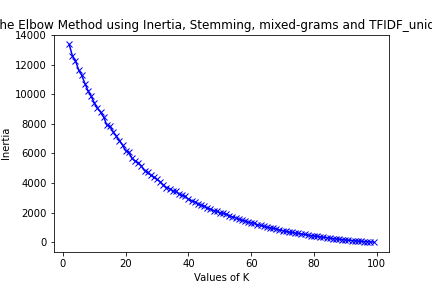 he Elbow Method using Inertia, Stemming, mixed-grams and TFIDF_unic
14000
12000
10000
8000
6000
4000
2000
0
Inertia
0 20 40 60 80 100
Values of K